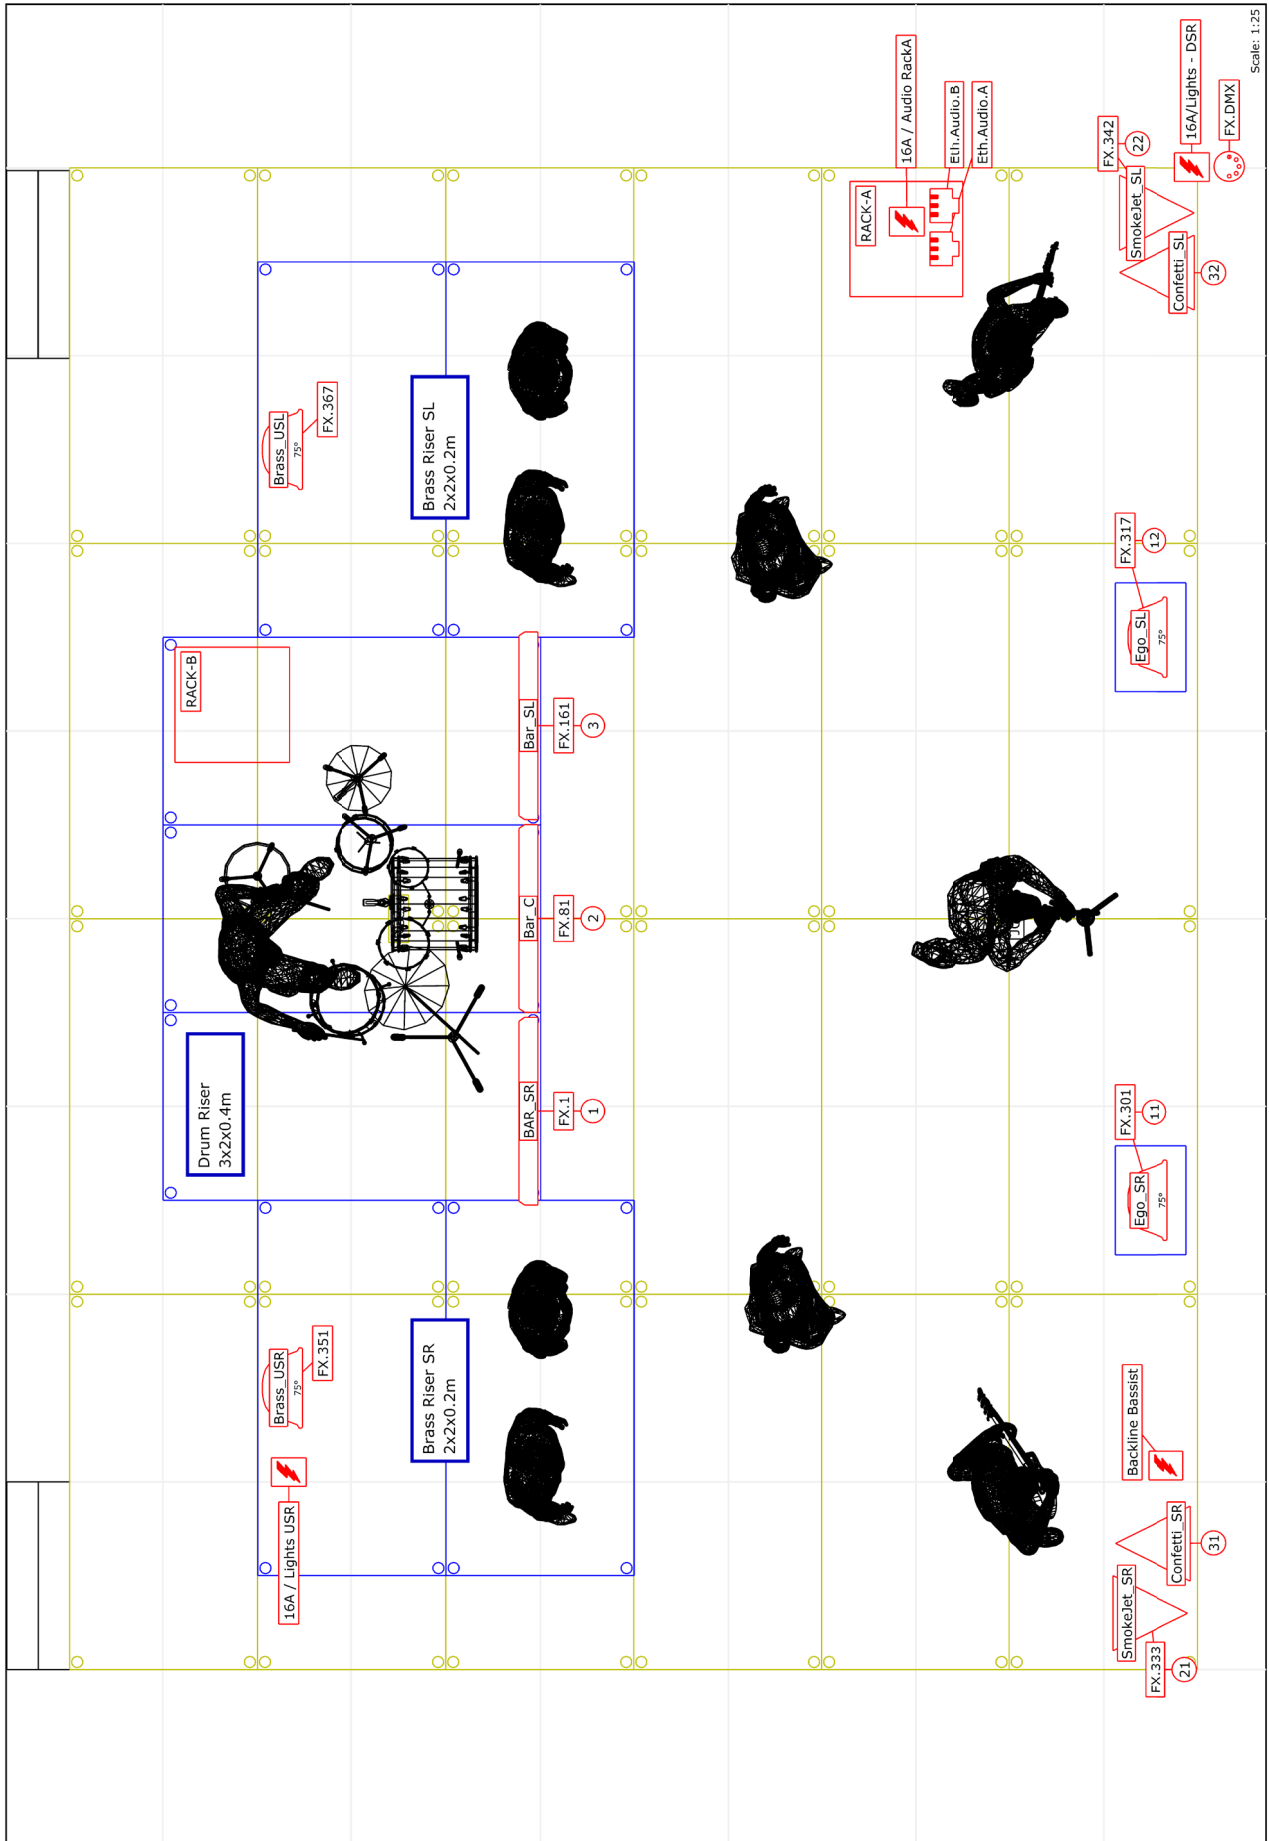 16A / Lights USR
Brass_USR
75°
FX.351
Brass Riser SR
2x2x0.2m
Drum Riser
3x2x0.4m
BAR_SR
FX.1
1
Bar_C
FX.81
2
Bar_SL
FX.161
3
RACK-B
Brass_USL
75°
FX.367
Brass Riser SL
2x2x0.2m
RACK-A
16A / Audio RackA
Eth.Audio.B
Eth.Audio.A
SmokeJet_SR
FX.333
21
Confetti_SR
31
Backline Bassist
FX.301
11
Ego_SR
75°
FX.317
12
Ego_SL
75°
FX.342
22
SmokeJet_SL
Confetti_SL
32
16A/Lights - DSR
FX.DMX
Scale: 1:25